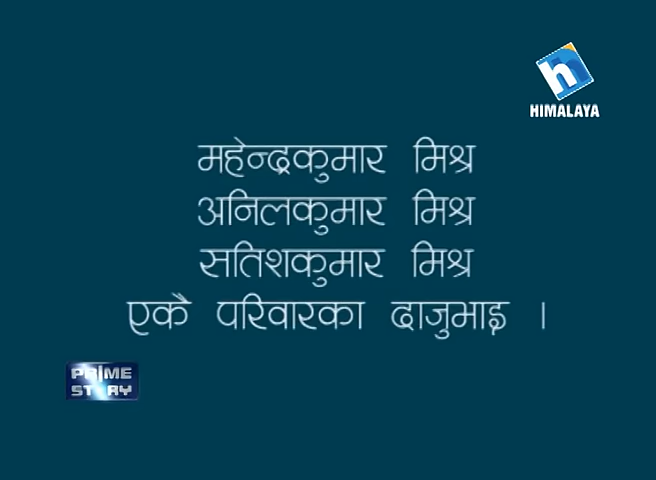 HIMALAYA
महेन्द्रकुमार मिश्र
अनिलकुमार मिश्र
सतिशकुमार मिश्र
एकै परिवारका दाजुभाइ ।
PRIME
STORY